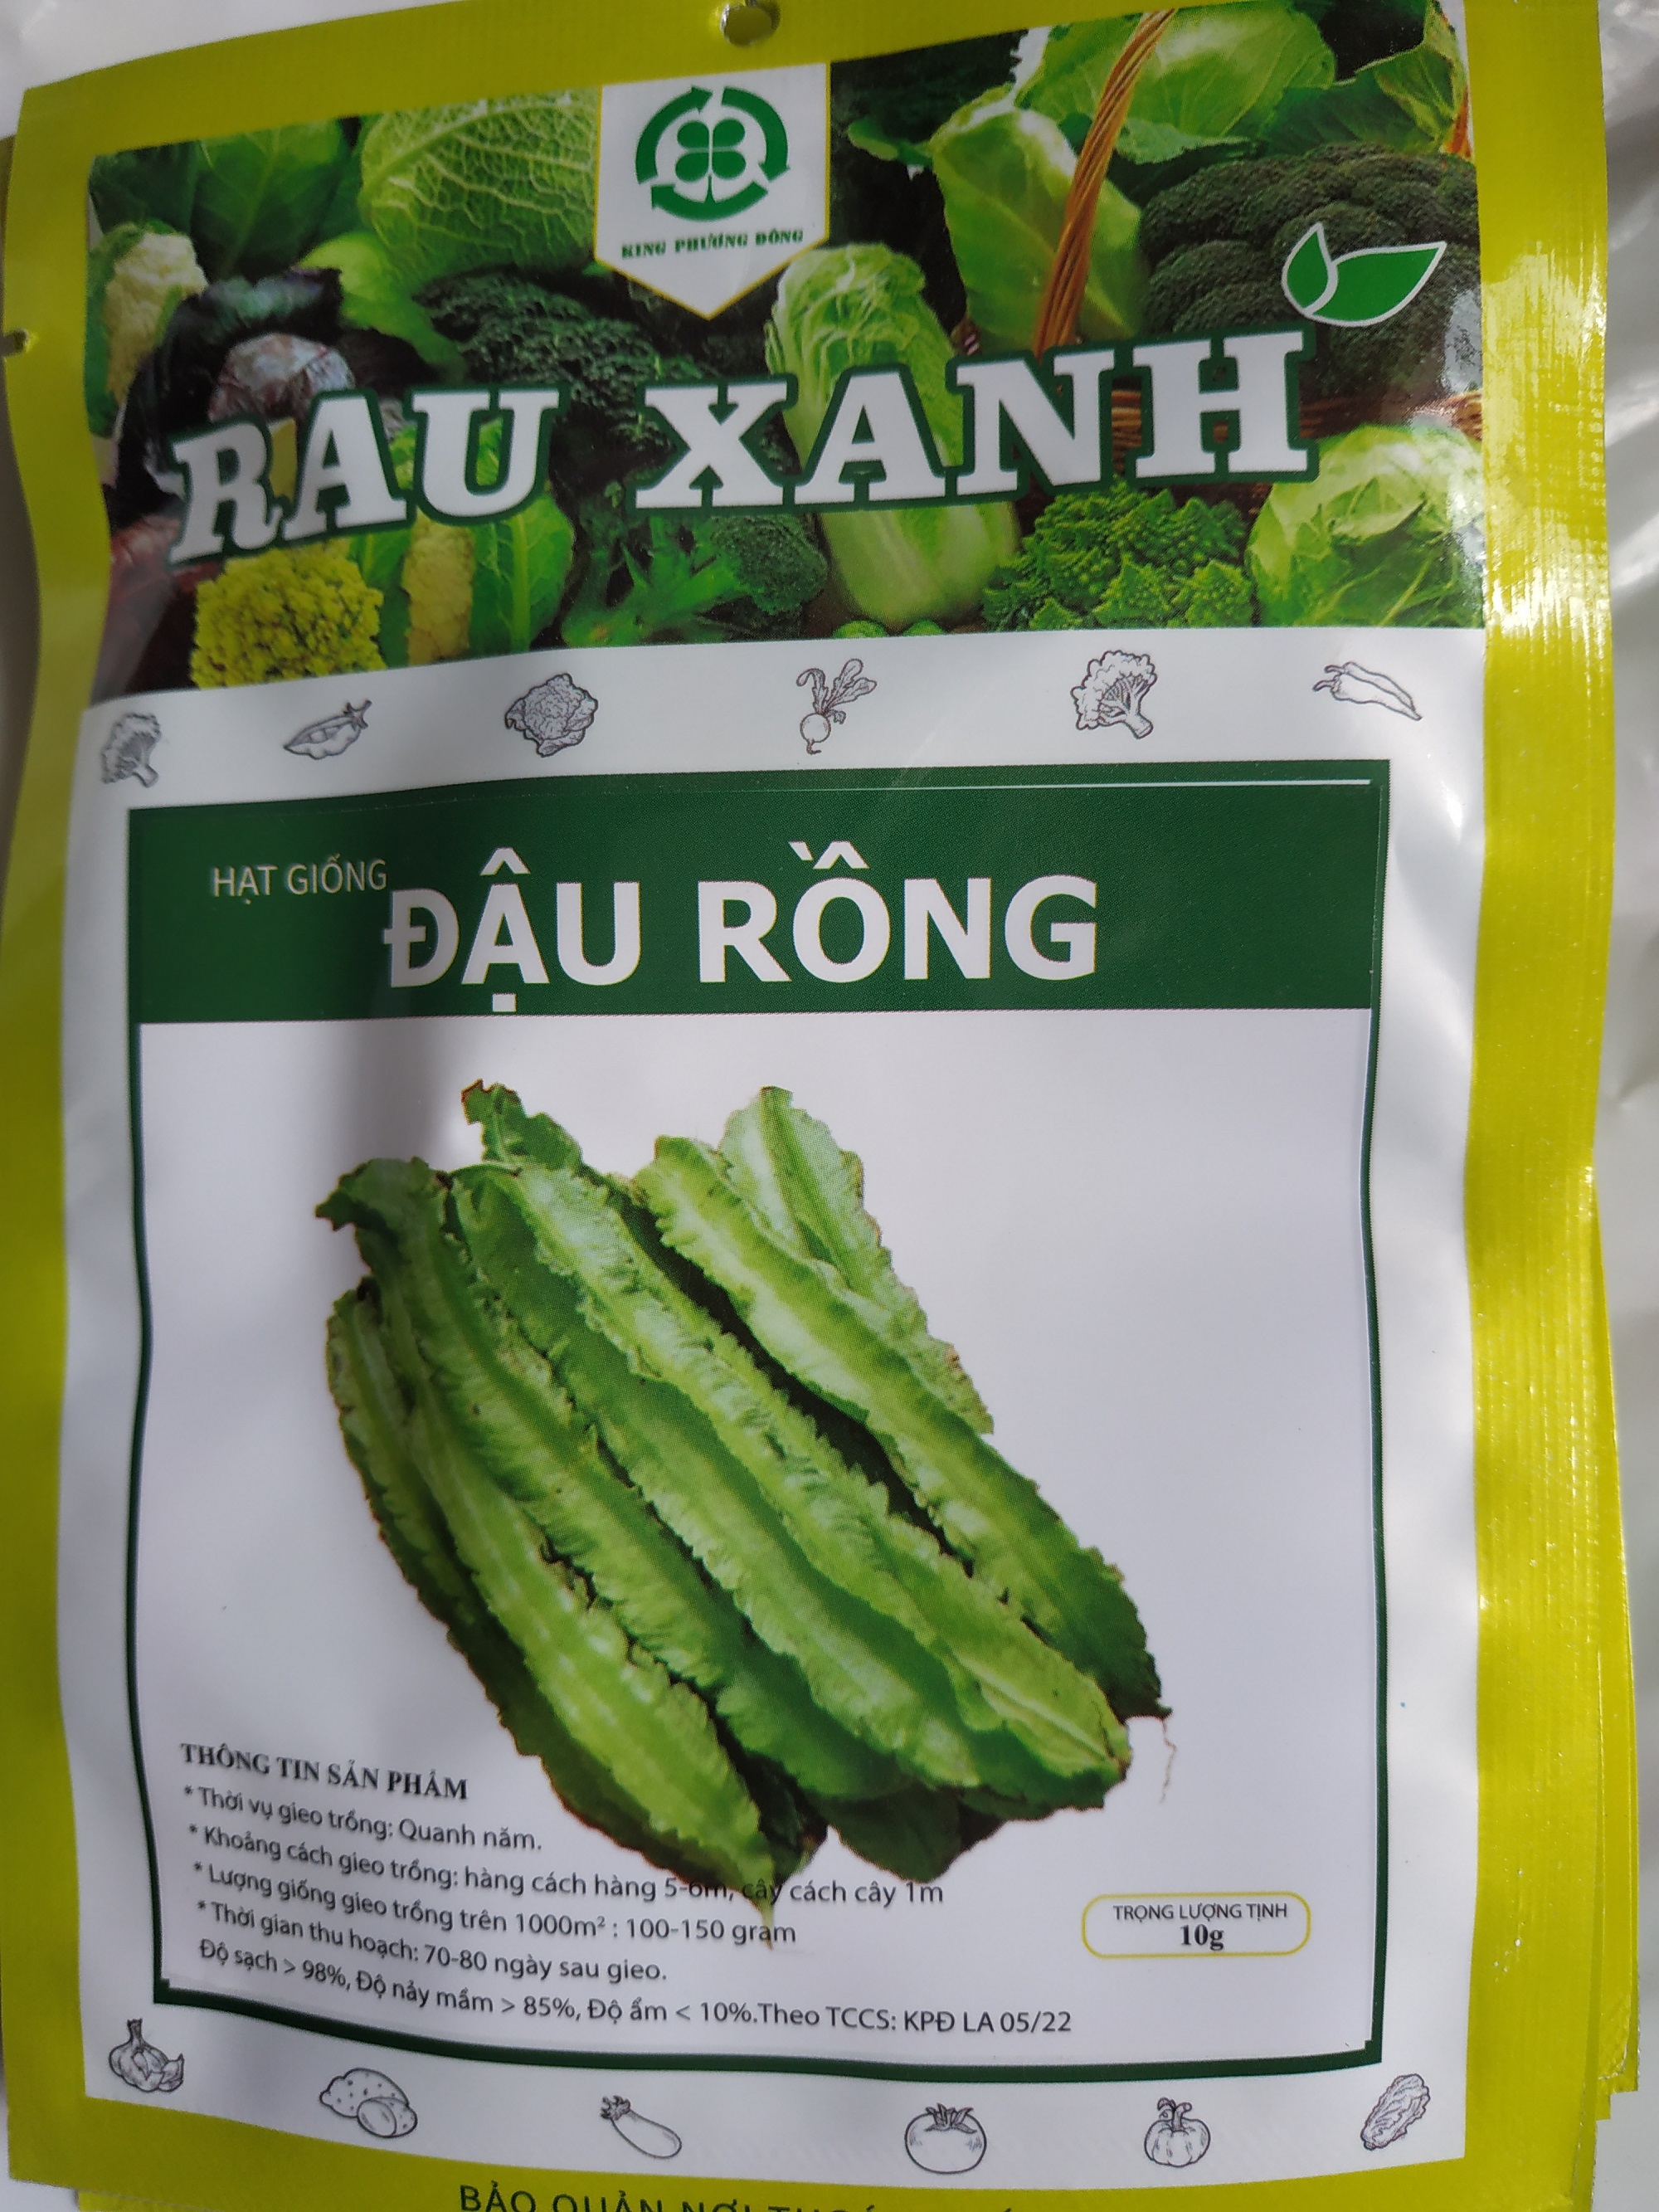 KING PHƯƠNG ĐÔNG
RAU XANH
HẠT GIỐNG
ĐẬU RỒNG
THÔNG TIN SẢN PHẨM
* Thời vụ gieo trồng: Quanh năm.
* Khoảng cách gieo trồng: hàng cách hàng 5-6m, cây cách cây 1m
* Lượng giống gieo trồng trên 1000m² : 100-150 gram
* Thời gian thu hoạch: 70-80 ngày sau gieo.
Độ sạch > 98%, Độ nảy mầm > 85%, Độ ẩm < 10%.Theo TCCS: KPĐ LA 05/22
TRỌNG LƯỢNG TỊNH
10g
BẢO QUẢN NƠI